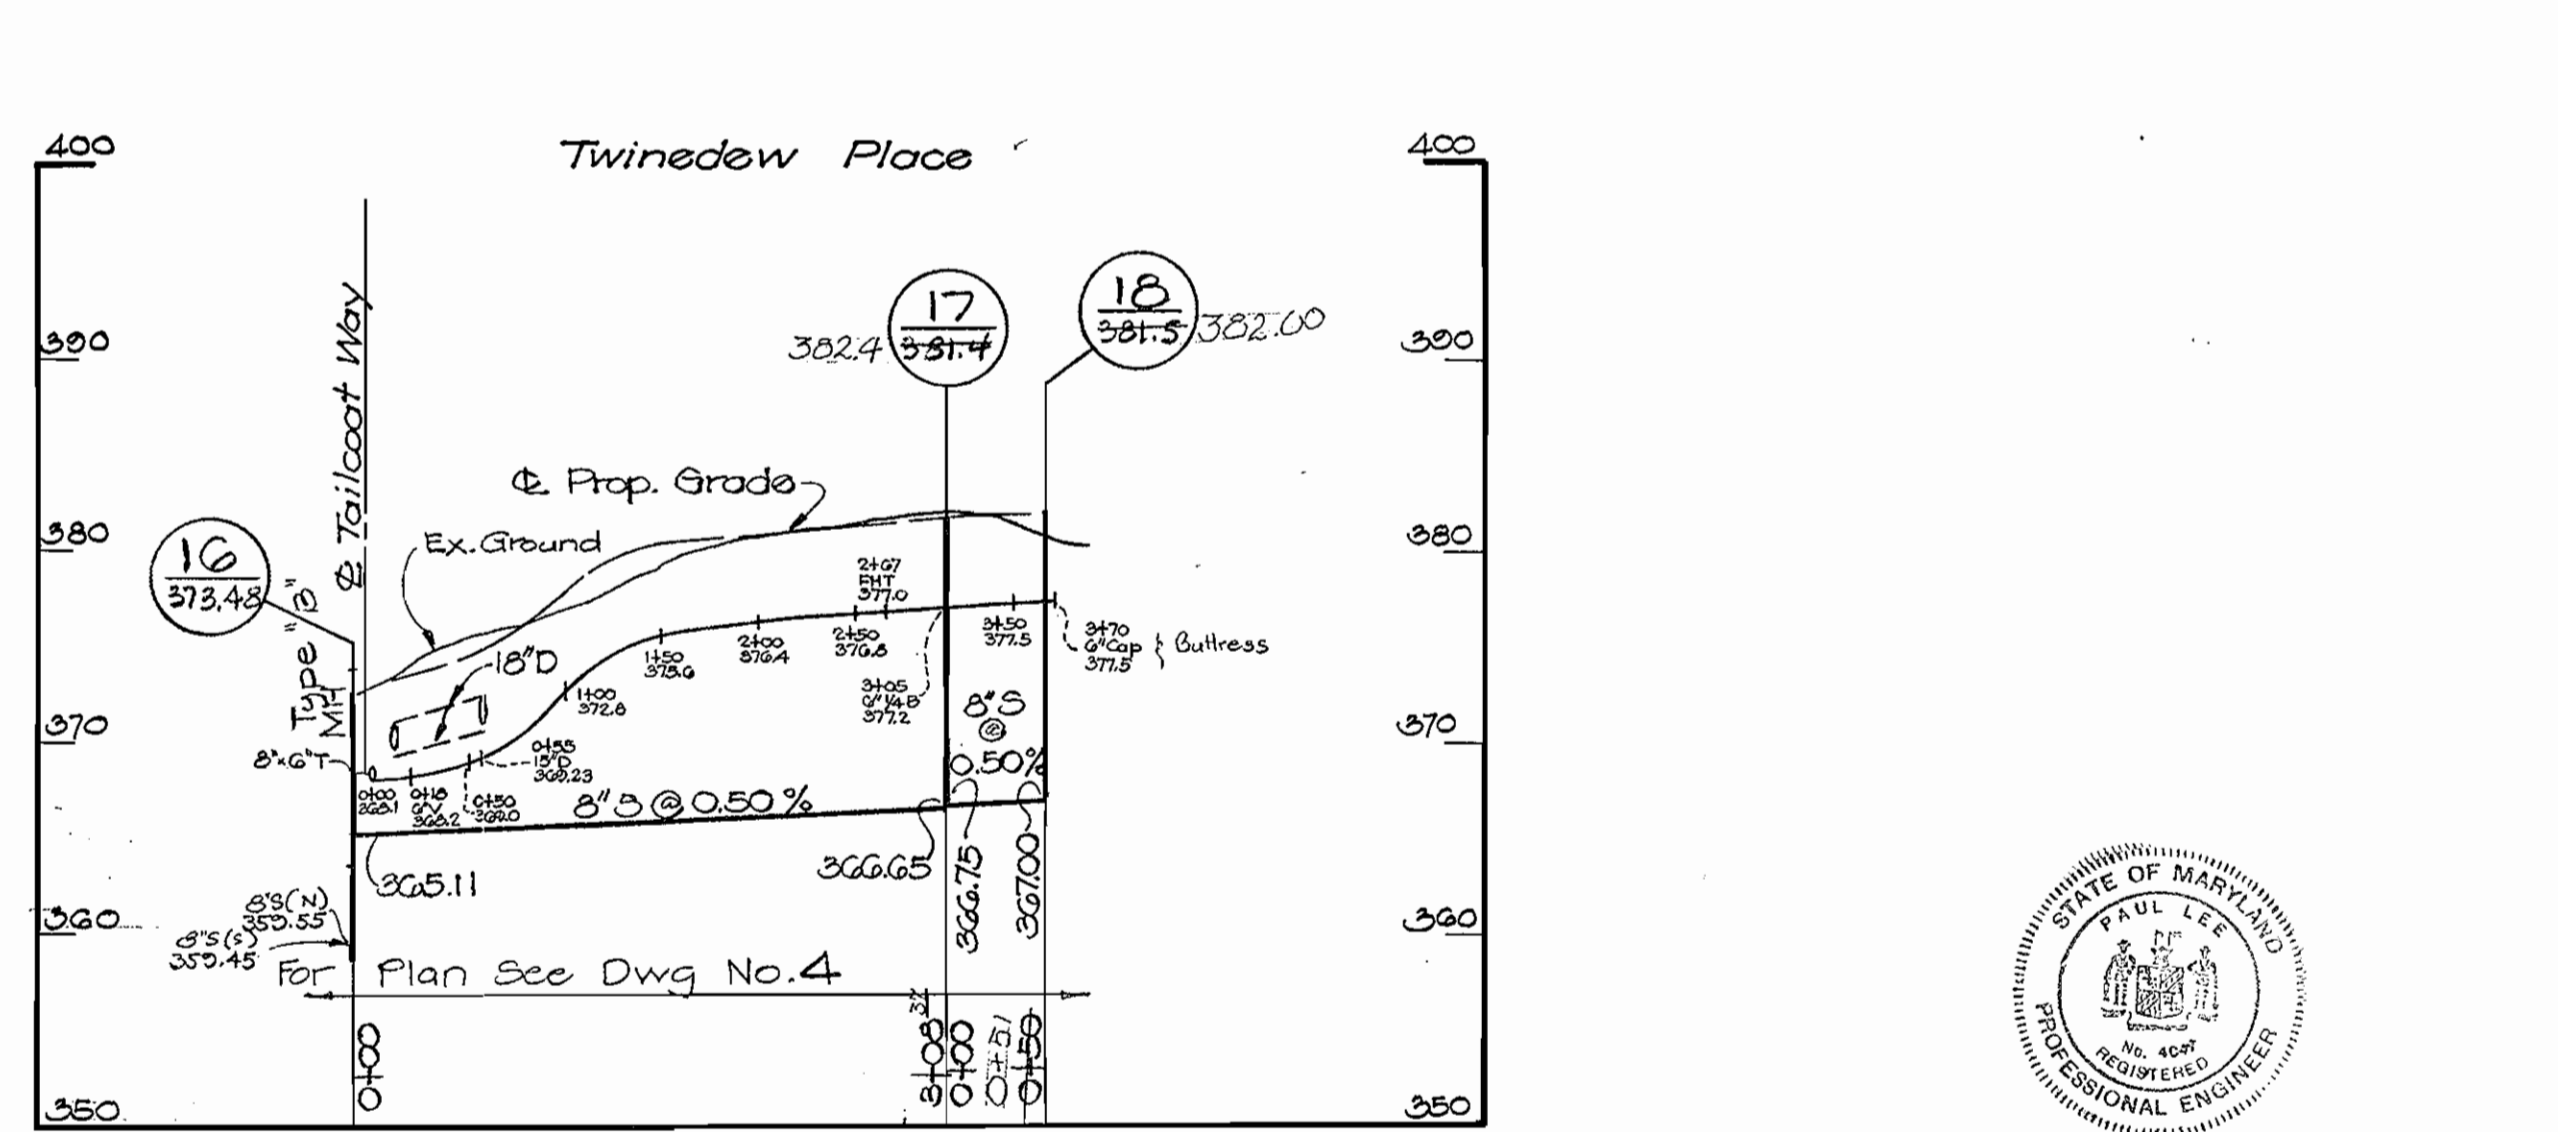 Twinedew Place
400
400
390
390
380
380
370
370
360
360
350
350
℄ Tailcoat Way
16
373.48
17
381.4
382.4
18
381.5
382.00
℄ Prop. Grade
Ex. Ground
Type "B"
MH
18"D
8"x6"T
0+00
268.1
0+18
6"V
368.2
0+50
369.0
0+55
15"D
369.23
1+00
372.8
1+50
375.6
2+00
376.4
2+50
376.8
2+67
FHT
377.0
3+05
6" 1/4 B
377.2
3+50
377.5
3+70
6"Cap
377.5
Buttress
8"S
@
0.50%
8"S @ 0.50%
365.11
366.65
366.75
367.00
8"S(N)
359.55
8"S(S)
359.45
For Plan See Dwg No.4
0+00
3+08
32
0+00
0+51
0+50
STATE OF MARYLAND
PAUL LEE
REGISTERED
PROFESSIONAL ENGINEER